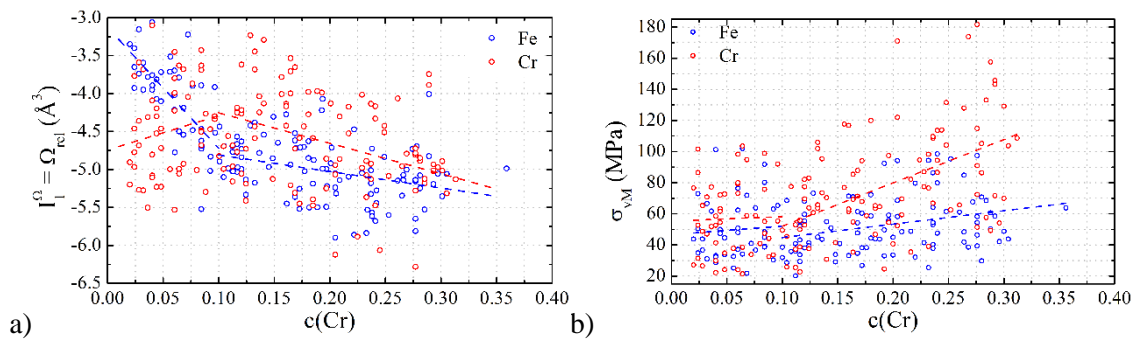 -3.0
-3.5
-4.0
-4.5
-5.0
-5.5
-6.0
-6.5
I₁^Ω = Ω_rel (Å³)
Fe
Cr
0.00 0.05 0.10 0.15 0.20 0.25 0.30 0.35 0.40
c(Cr)
a)
180
160
140
120
100
80
60
40
20
σ_vM (MPa)
Fe
Cr
0.00 0.05 0.10 0.15 0.20 0.25 0.30 0.35 0.40
c(Cr)
b)